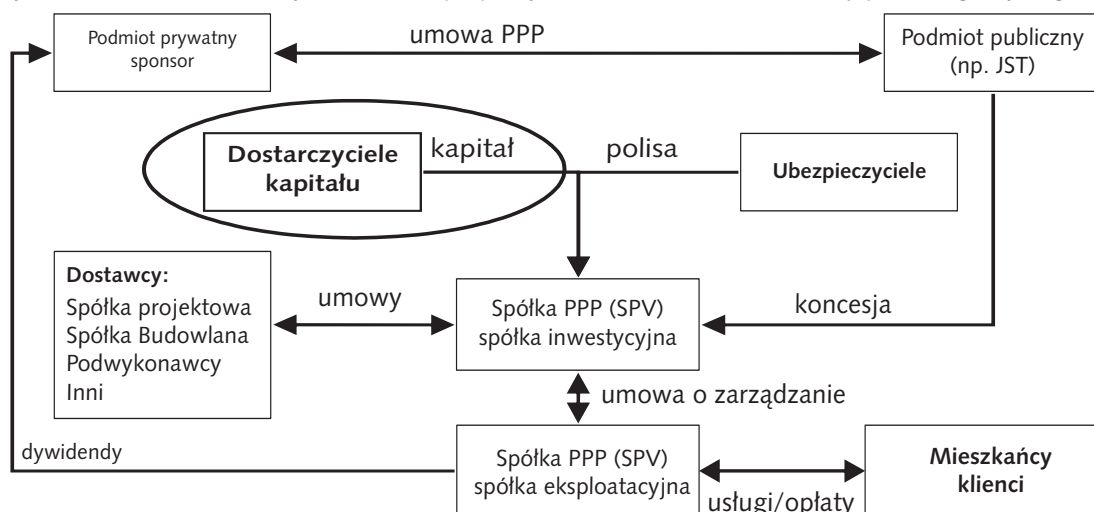 Podmiot prywatny
sponsor
umowa PPP
Podmiot publiczny
(np. JST)
Dostarczyciele
kapitału
kapitał
polisa
Ubezpieczyciele
Dostawcy:
Spółka projektowa
Spółka Budowlana
Podwykonawcy
Inni
umowy
Spółka PPP (SPV)
spółka inwestycyjna
koncesja
umowa o zarządzanie
dywidendy
Spółka PPP (SPV)
spółka eksploatacyjna
usługi/opłaty
Mieszkańcy
klienci